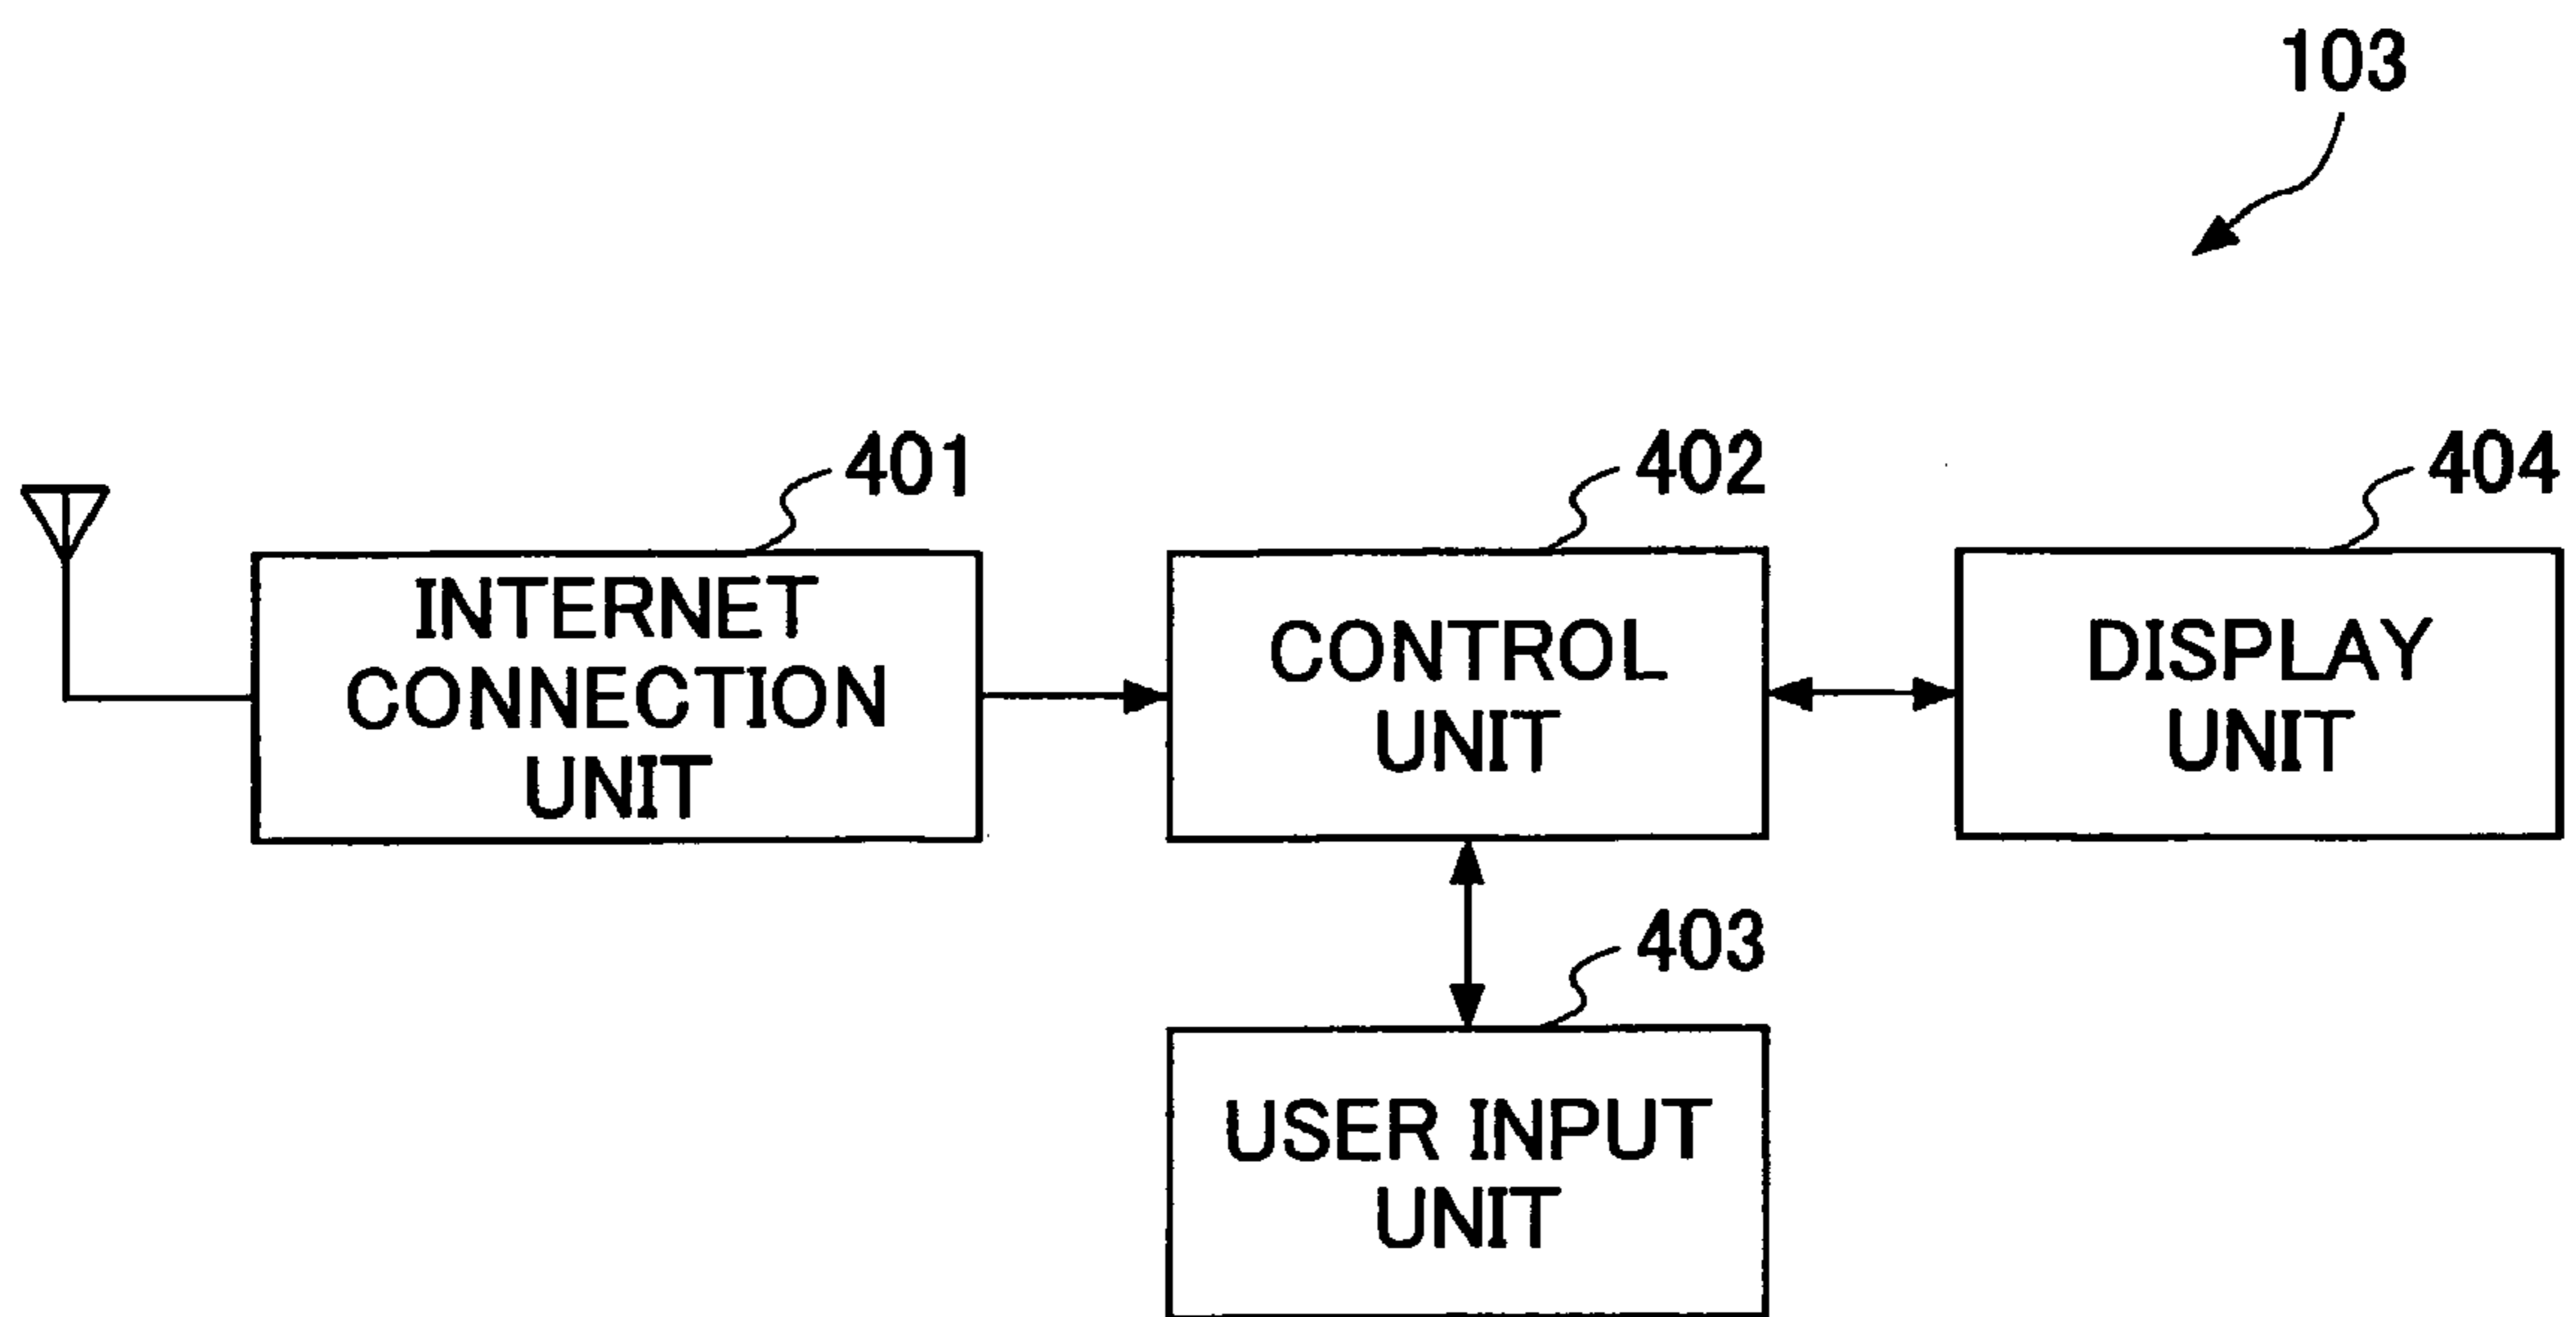 103
401
402
404
INTERNET
CONNECTION
UNIT
CONTROL
UNIT
DISPLAY
UNIT
403
USER INPUT
UNIT